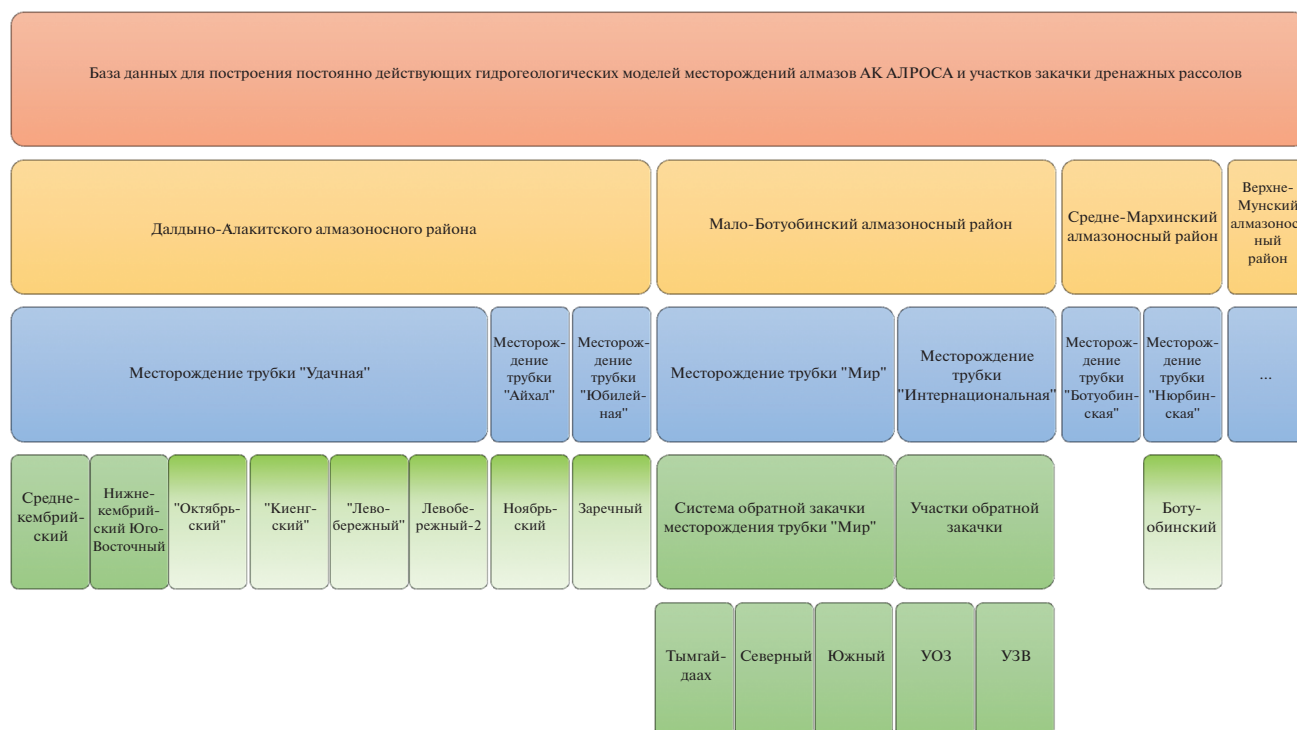 База данных для построения постоянно действующих гидрогеологических моделей месторождений алмазов АК АЛРОСА и участков закачки дренажных рассолов
Далдыно-Алакитского алмазоносного района
Мало-Ботуобинский алмазоносный район
Средне-Мархинский
алмазоносный район
Верхне-
Мунский
алмазонос
ный
район
Месторождение трубки "Удачная"
Месторож-
дение
трубки
"Айхал"
Месторож-
дение
трубки
"Юбилей-
ная"
Месторождение трубки "Мир"
Месторождение
трубки
"Интернациональная"
Месторож-
дение
трубки
"Ботуобин-
ская"
Месторож-
дение
трубки
"Нюрбин-
ская"
...
Средне-
кембрий-
ский
Нижне-
кембрий-
ский Юго-
Восточный
"Октябрь-
ский"
"Киенг-
ский"
"Лево-
бережный"
Левобе-
режный-2
Ноябрь-
ский
Заречный
Система обратной закачки
месторождения трубки "Мир"
Участки обратной
закачки
Боту-
обинский
Тымгай-
даах
Северный
Южный
УОЗ
УЗВ